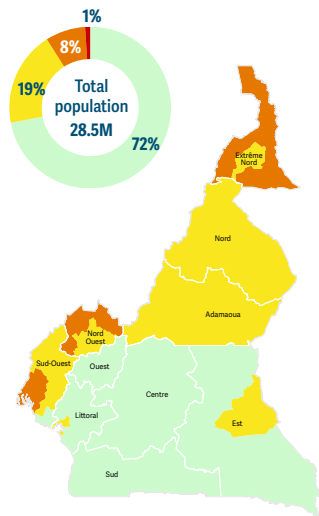 1%
8%
19%
Total
population
28.5M
72%
Extrême
Nord
Nord
Adamaoua
Nord
Ouest
Sud-Ouest
Ouest
Centre
Littoral
Est
Sud